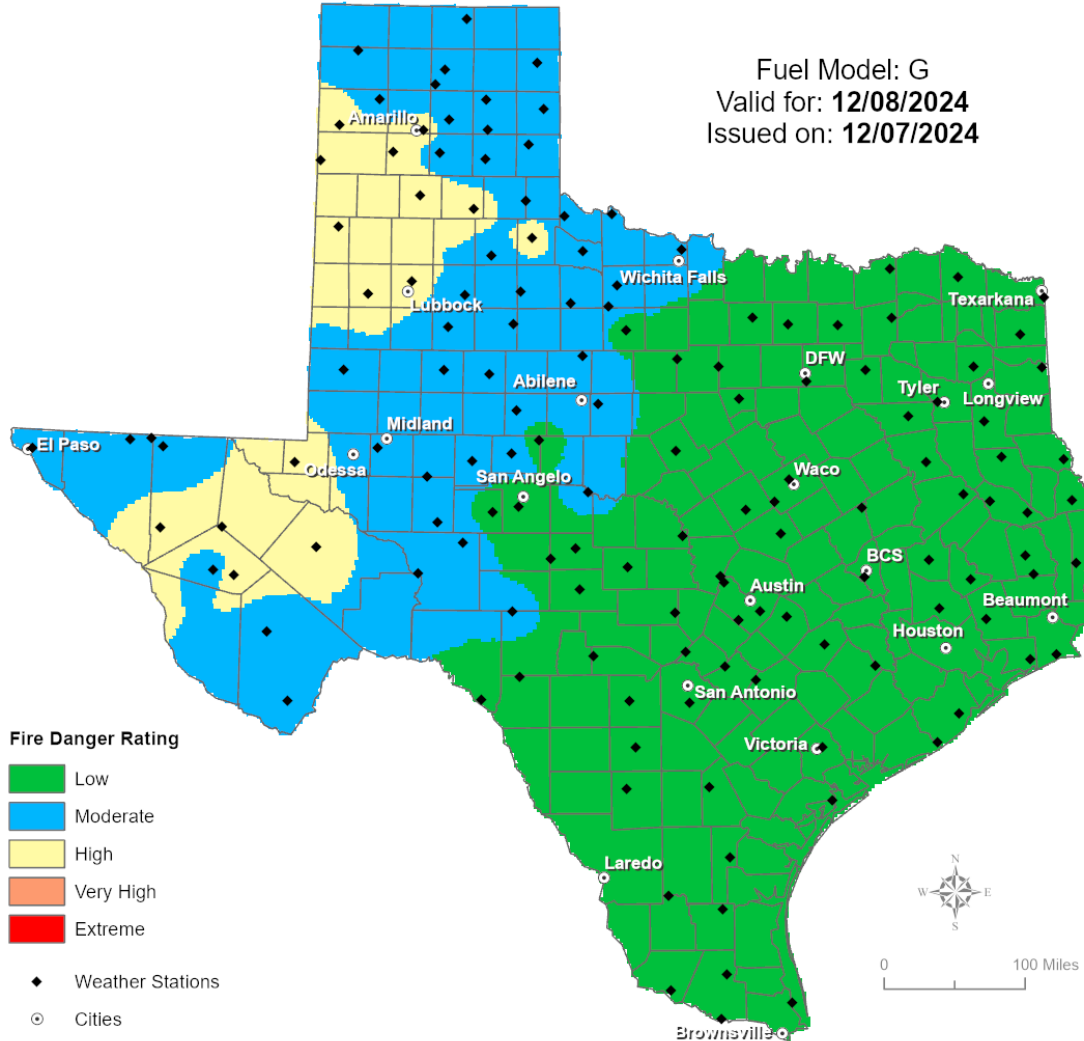 Fuel Model: G
Valid for: 12/08/2024
Issued on: 12/07/2024
Amarillo
Wichita Falls
Lubbock
Texarkana
DFW
Abilene
Tyler
Longview
Midland
El Paso
Odessa
Waco
San Angelo
BCS
Austin
Beaumont
Houston
San Antonio
Victoria
Laredo
Brownsville
Fire Danger Rating
Low
Moderate
High
Very High
Extreme
Weather Stations
Cities
N
W
E
S
0
100 Miles